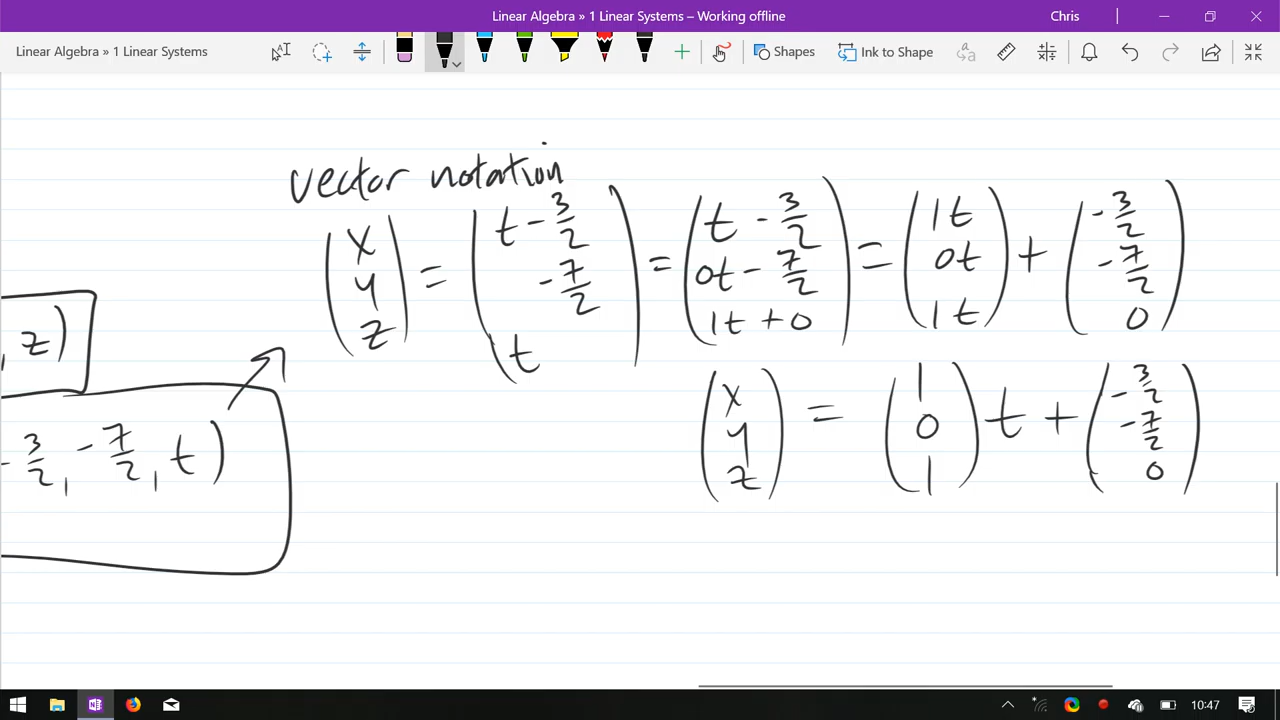 Linear Algebra » 1 Linear Systems – Working offline
Chris
Linear Algebra » 1 Linear Systems
Shapes
Ink to Shape
vector notation
(x y z) = (t - 3/2, -7/2, t) = (t - 3/2, 0t - 7/2, 1t + 0) = (1t, 0t, 1t) + (-3/2, -7/2, 0)
, z)
(x y z) = (1 0 1) t + (-3/2, -7/2, 0)
- 3/2, -7/2, t)
10:47